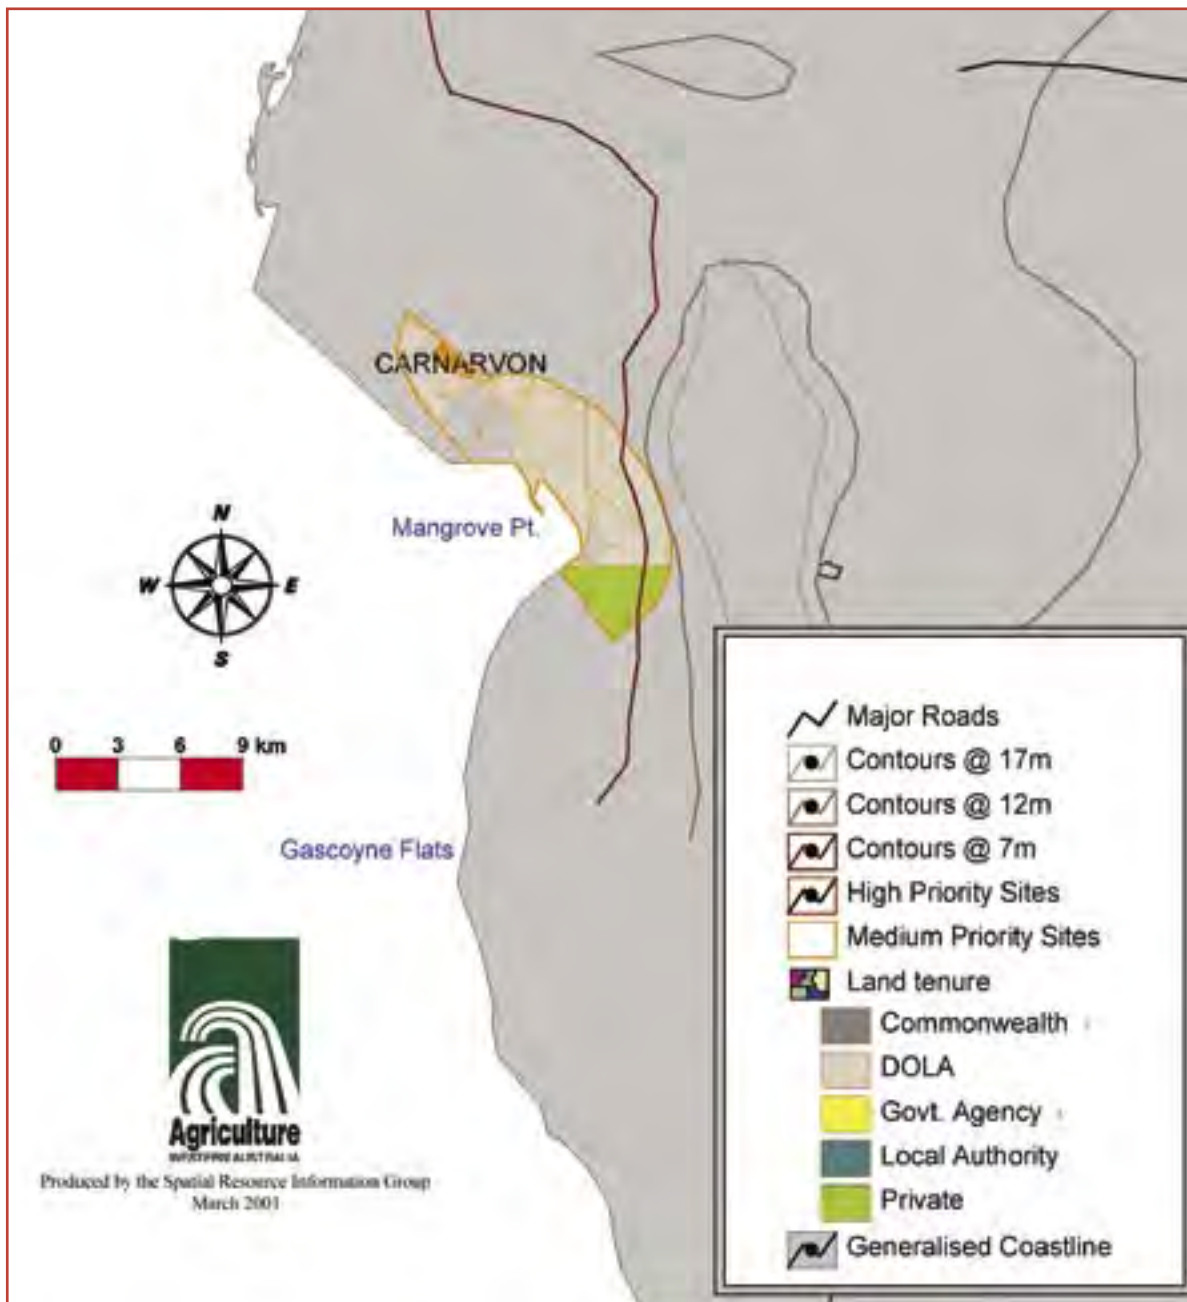 CARNARVON
Mangrove Pt.
N
W E
S
0 3 6 9 km
Gascoyne Flats
Agriculture
WESTERN AUSTRALIA
Produced by the Spatial Resource Information Group
March 2001
Major Roads
Contours @ 17m
Contours @ 12m
Contours @ 7m
High Priority Sites
Medium Priority Sites
Land tenure
Commonwealth
DOLA
Govt. Agency
Local Authority
Private
Generalised Coastline